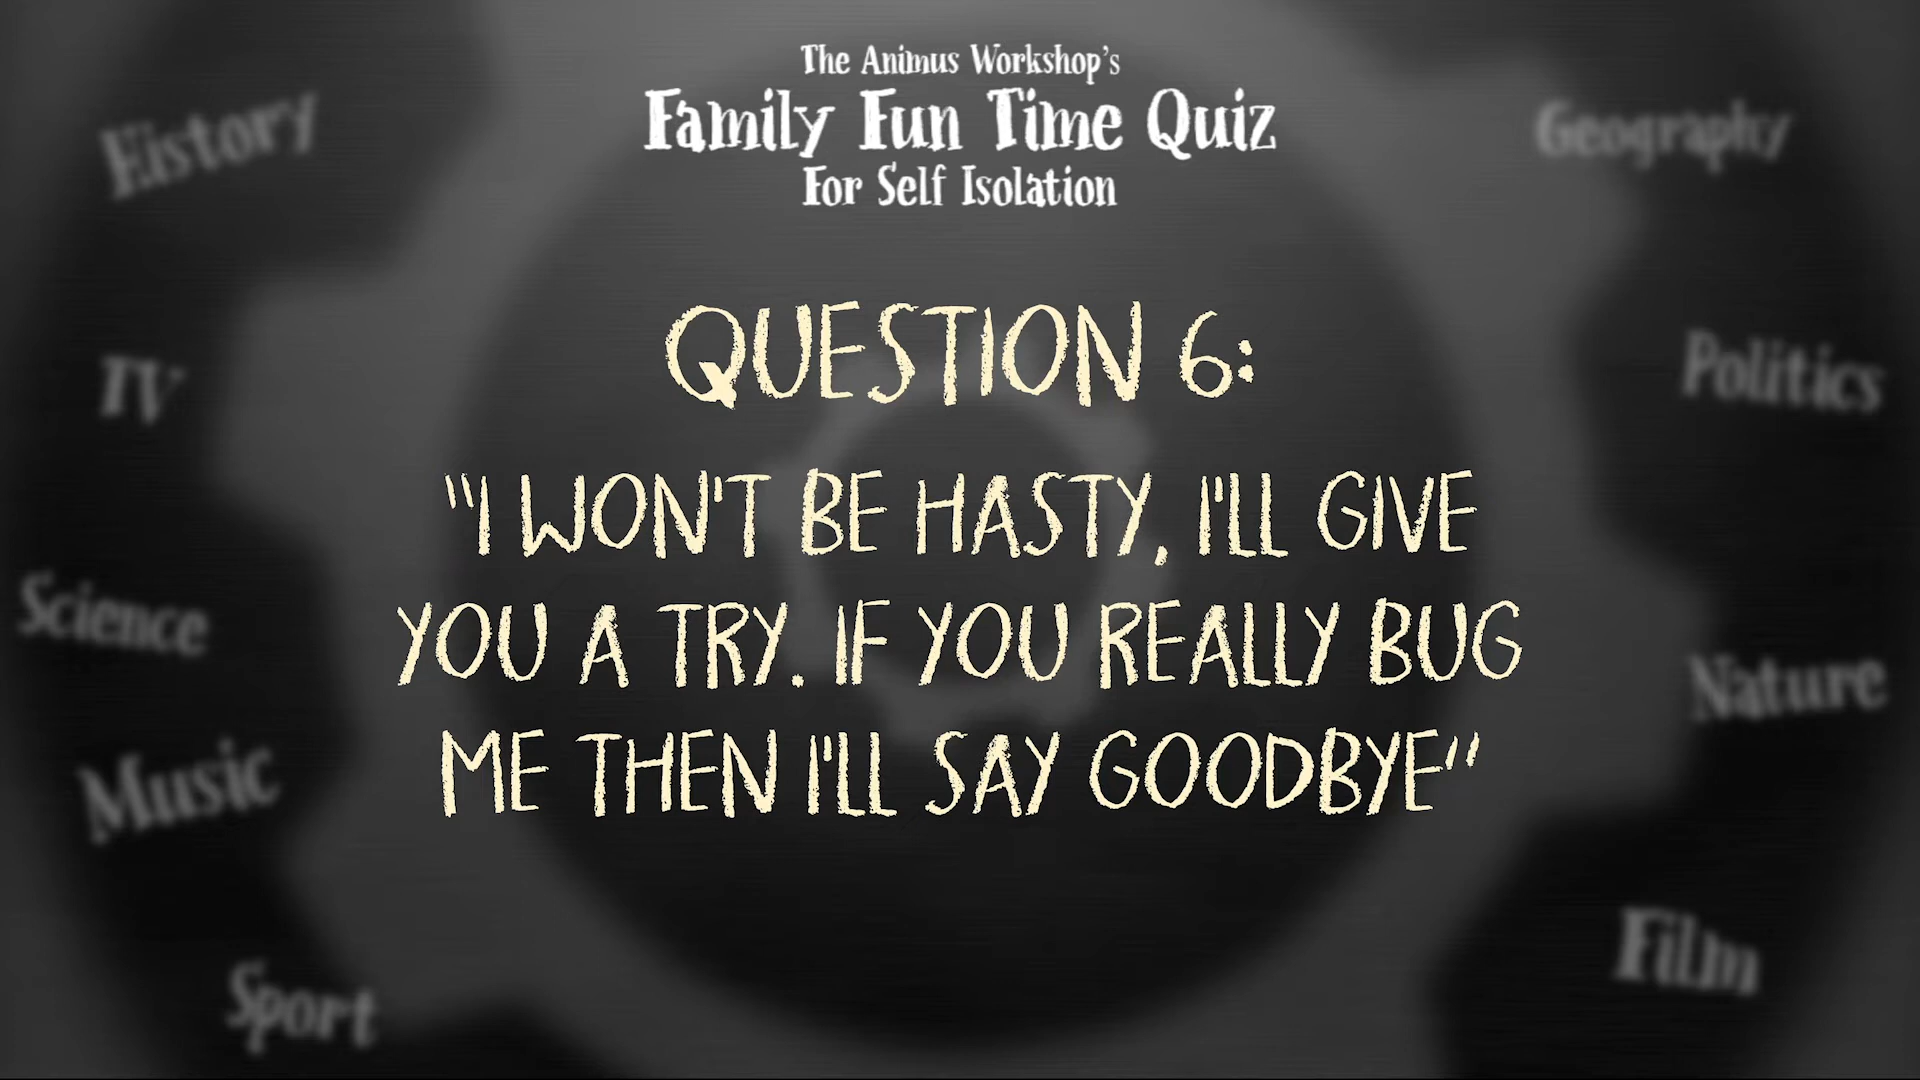 The Animus Workshop's
Family Fun Time Quiz
For Self Isolation
History
Geography
TV
Politics
Science
Nature
Music
Sport
Film
QUESTION 6:
"I WON'T BE HASTY, I'LL GIVE
YOU A TRY. IF YOU REALLY BUG
ME THEN I'LL SAY GOODBYE"